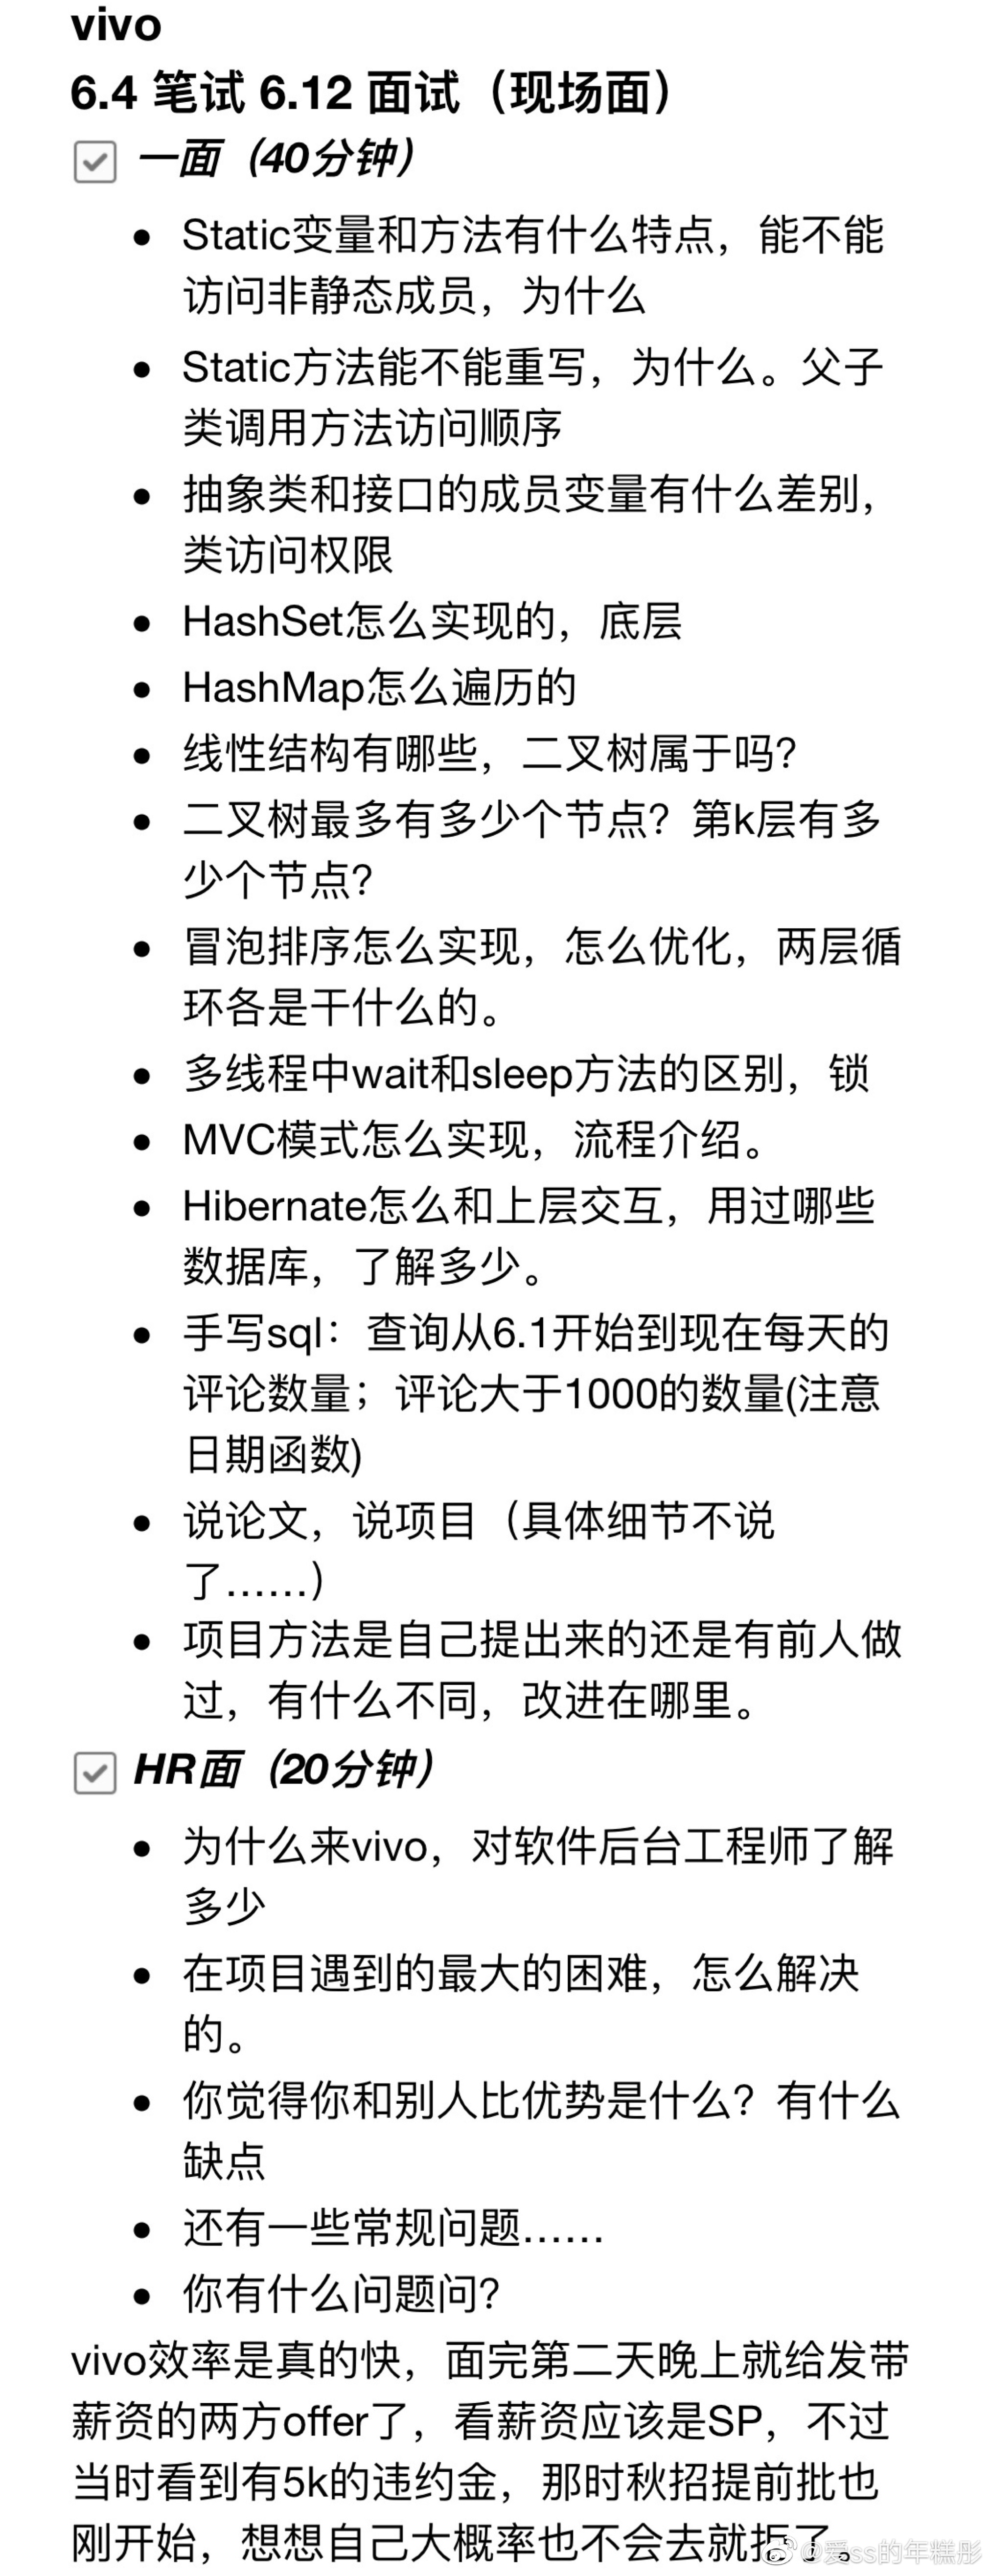 vivo
6.4 笔试 6.12 面试（现场面）
一面（40分钟）
• Static变量和方法有什么特点，能不能
访问非静态成员，为什么
• Static方法能不能重写，为什么。父子
类调用方法访问顺序
• 抽象类和接口的成员变量有什么差别，
类访问权限
• HashSet怎么实现的，底层
• HashMap怎么遍历的
• 线性结构有哪些，二叉树属于吗？
• 二叉树最多有多少个节点？第k层有多
少个节点？
• 冒泡排序怎么实现，怎么优化，两层循
环各是干什么的。
• 多线程中wait和sleep方法的区别，锁
• MVC模式怎么实现，流程介绍。
• Hibernate怎么和上层交互，用过哪些
数据库，了解多少。
• 手写sql：查询从6.1开始到现在每天的
评论数量；评论大于1000的数量(注意
日期函数)
• 说论文，说项目（具体细节不说
了……）
• 项目方法是自己提出来的还是有前人做
过，有什么不同，改进在哪里。
HR面（20分钟）
• 为什么来vivo，对软件后台工程师了解
多少
• 在项目遇到的最大的困难，怎么解决
的。
• 你觉得你和别人比优势是什么？有什么
缺点
• 还有一些常规问题……
• 你有什么问题问？
vivo效率是真的快，面完第二天晚上就给发带
薪资的两方offer了，看薪资应该是SP，不过
当时看到有5k的违约金，那时秋招提前批也
刚开始，想想自己大概率也不会去就拒了。
@爱ss的年糕彤